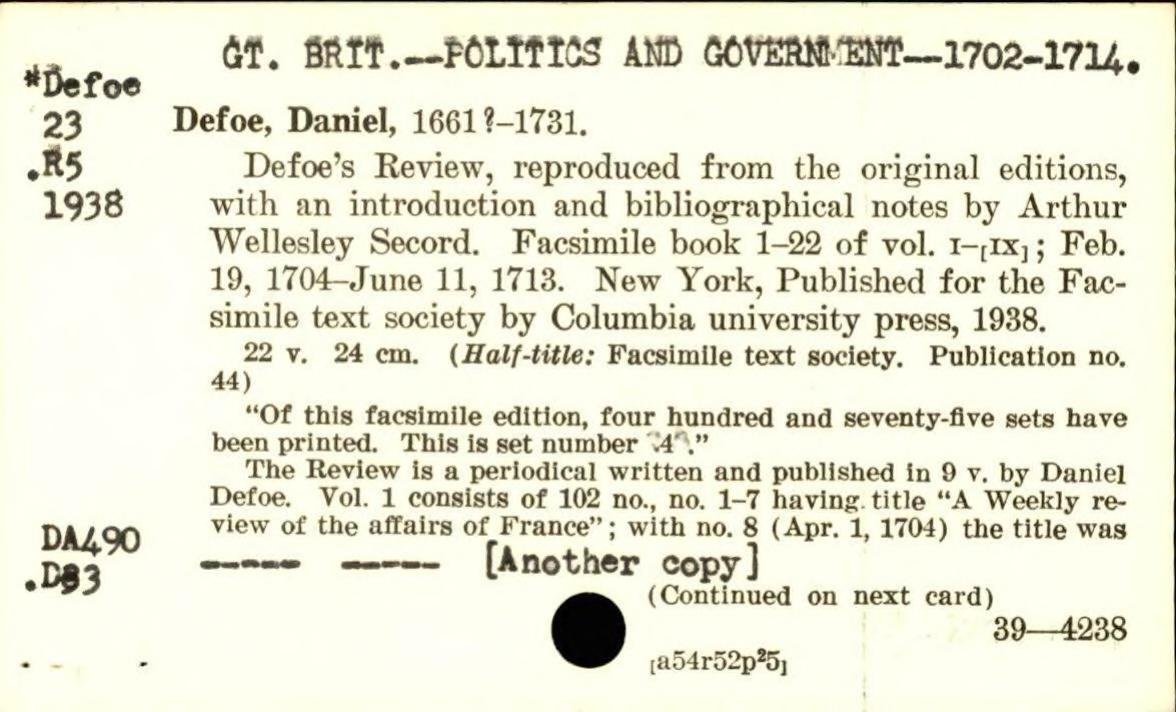 GT. BRIT.--POLITICS AND GOVERNMENT--1702-1714.
*Defoe
23 Defoe, Daniel, 1661?–1731.
.R5 Defoe's Review, reproduced from the original editions,
1938 with an introduction and bibliographical notes by Arthur
Wellesley Secord. Facsimile book 1–22 of vol. I–[IX]; Feb.
19, 1704–June 11, 1713. New York, Published for the Fac-
simile text society by Columbia university press, 1938.
22 v. 24 cm. (Half-title: Facsimile text society. Publication no.
44)
"Of this facsimile edition, four hundred and seventy-five sets have
been printed. This is set number 4."
The Review is a periodical written and published in 9 v. by Daniel
Defoe. Vol. 1 consists of 102 no., no. 1–7 having title "A Weekly re-
view of the affairs of France"; with no. 8 (Apr. 1, 1704) the title was
DA490 ----- ----- [Another copy]
(Continued on next card)
39—4238
[a54r52p²5]